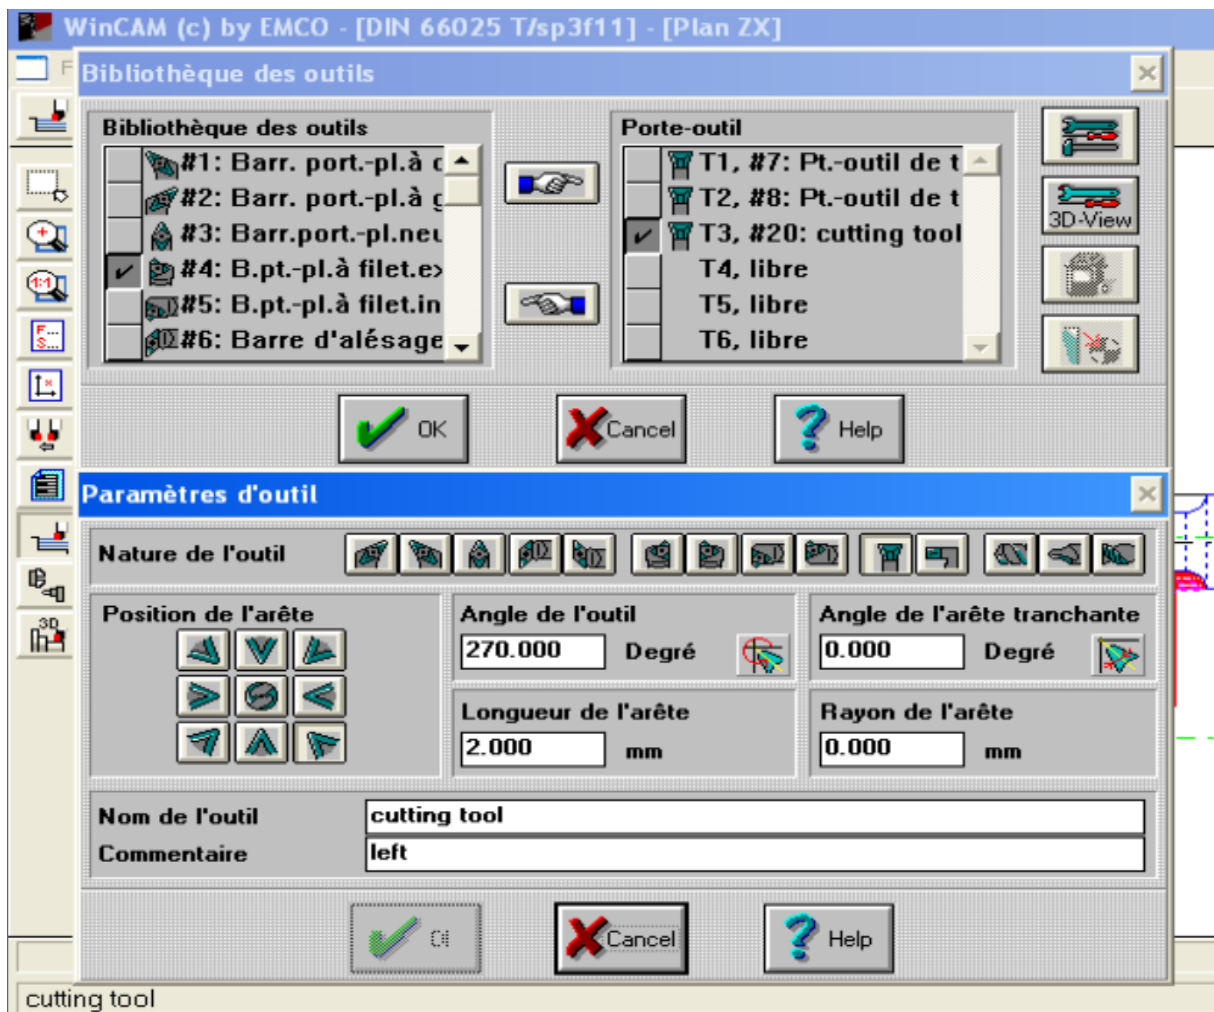 WinCAM (c) by EMCO - [DIN 66025 T/sp3f11] - [Plan ZX]
F
Bibliothèque des outils
Bibliothèque des outils
#1: Barr. port.-pl.à
#2: Barr. port.-pl.à
#3: Barr.port.-pl.neu
#4: B.pt.-pl.à filet.ex
#5: B.pt.-pl.à filet.in
#6: Barre d'alésage
Porte-outil
T1, #7: Pt.-outil de t
T2, #8: Pt.-outil de t
T3, #20: cutting tool
T4, libre
T5, libre
T6, libre
3D-View
OK
Cancel
Help
1:1
F...
S...
3D
Paramètres d'outil
Nature de l'outil
Position de l'arête
Angle de l'outil
270.000 Degré
Angle de l'arête tranchante
0.000 Degré
Longueur de l'arête
2.000 mm
Rayon de l'arête
0.000 mm
Nom de l'outil
cutting tool
Commentaire
left
Cancel
Help
cutting tool